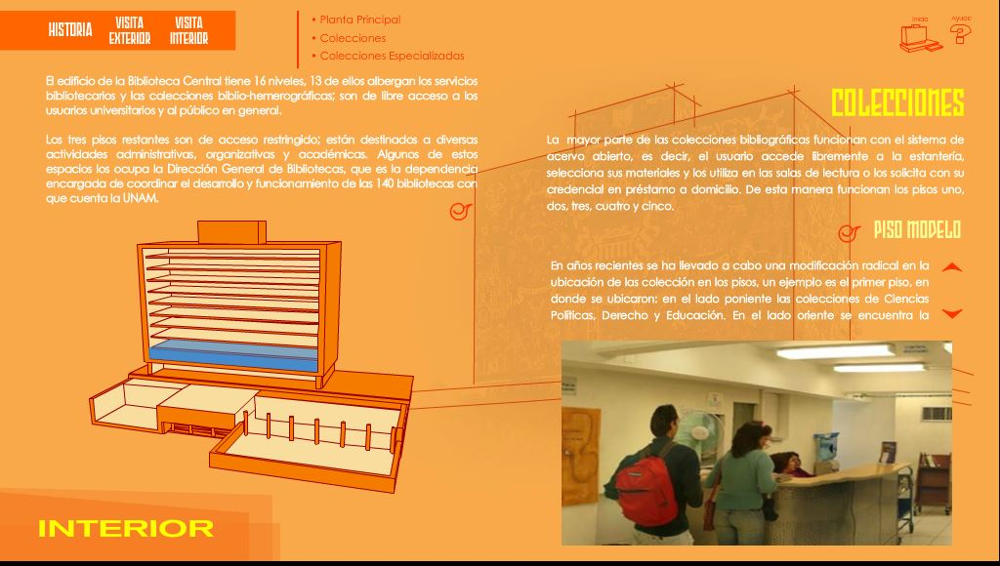 HISTORIA
VISITA
EXTERIOR
VISITA
INTERIOR
• Planta Principal
• Colecciones
• Colecciones Especializadas
Inicio
Ayuda
El edificio de la Biblioteca Central tiene 16 niveles, 13 de ellos albergan los servicios
bibliotecarios y las colecciones biblio-hemerográficas; son de libre acceso a los
usuarios universitarios y al público en general.
Los tres pisos restantes son de acceso restringido; están destinados a diversas
actividades administrativas, organizativas y académicas. Algunos de estos
espacios los ocupa la Dirección General de Bibliotecas, que es la dependencia
encargada de coordinar el desarrollo y funcionamiento de las 140 bibliotecas con
que cuenta la UNAM.
COLECCIONES
La mayor parte de las colecciones bibliográficas funcionan con el sistema de
acervo abierto, es decir, el usuario accede libremente a la estantería,
selecciona sus materiales y los utiliza en las salas de lectura o los solicita con su
credencial en préstamo a domicilio. De esta manera funcionan los pisos uno,
dos, tres, cuatro y cinco.
PISO MODELO
En años recientes se ha llevado a cabo una modificación radical en la
ubicación de las colección en los pisos, un ejemplo es el primer piso, en
donde se ubicaron: en el lado poniente las colecciones de Ciencias
Políticas, Derecho y Educación. En el lado oriente se encuentra la
INTERIOR